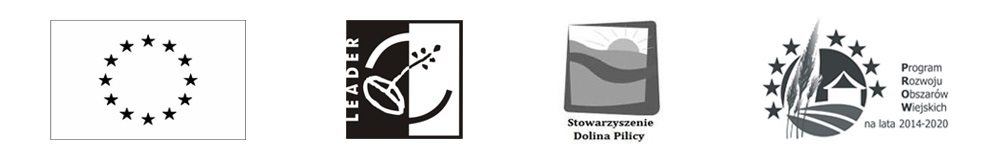 LEADER
Stowarzyszenie
Dolina Pilicy
Program
Rozwoju
Obszarów
Wiejskich
na lata 2014-2020